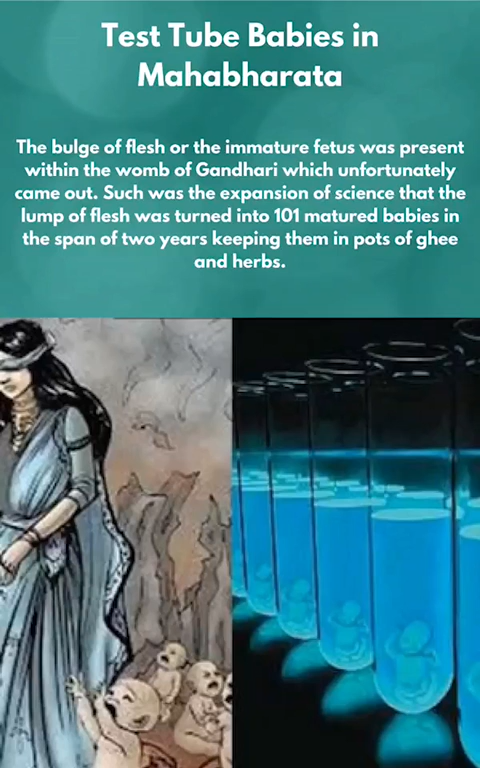 Test Tube Babies in
Mahabharata
The bulge of flesh or the immature fetus was present
within the womb of Gandhari which unfortunately
came out. Such was the expansion of science that the
lump of flesh was turned into 101 matured babies in
the span of two years keeping them in pots of ghee
and herbs.